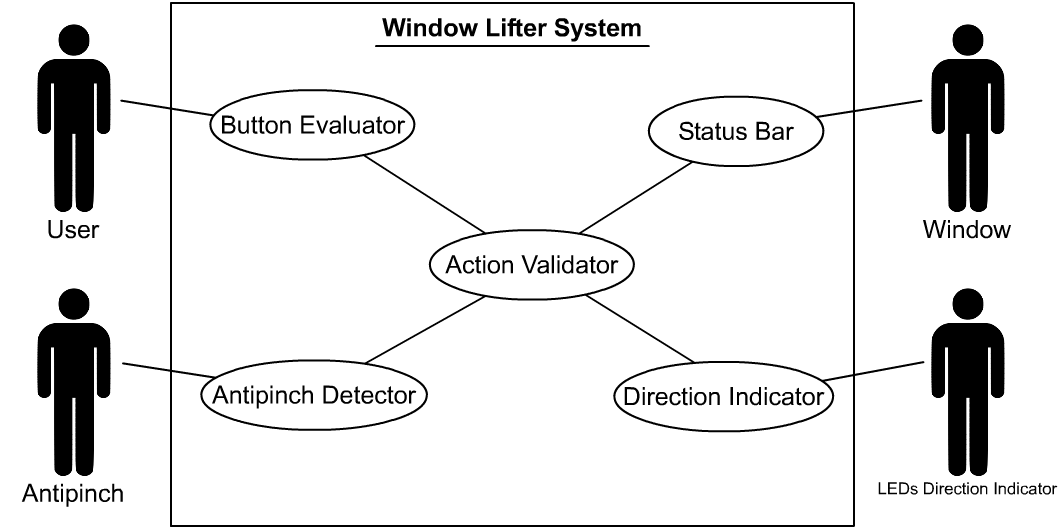 Window Lifter System
Button Evaluator
Status Bar
User
Window
Action Validator
Antipinch Detector
Direction Indicator
Antipinch
LEDs Direction Indicator